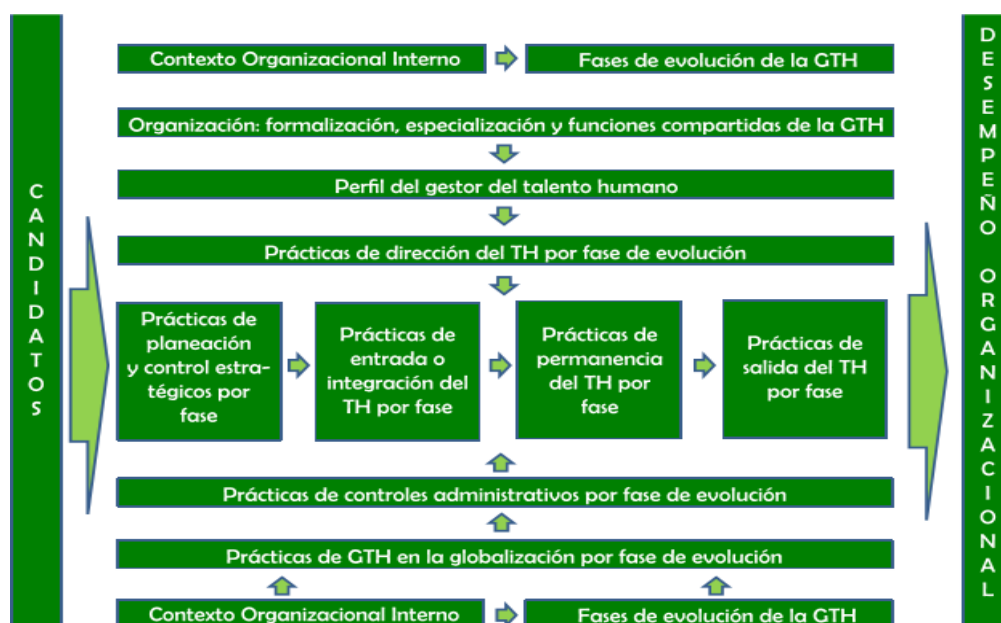 Contexto Organizacional Interno
Fases de evolución de la GTH
Organización: formalización, especialización y funciones compartidas de la GTH
Perfil del gestor del talento humano
Prácticas de dirección del TH por fase de evolución
CANDIDATOS
Prácticas de
planeación
y control estra-
tégicos por
fase
Prácticas de
entrada o
integración del
TH por fase
Prácticas de
permanencia
del TH por
fase
Prácticas de
salida del TH
por fase
DESEMPEÑO ORGANIZACIONAL
Prácticas de controles administrativos por fase de evolución
Prácticas de GTH en la globalización por fase de evolución
Contexto Organizacional Interno
Fases de evolución de la GTH